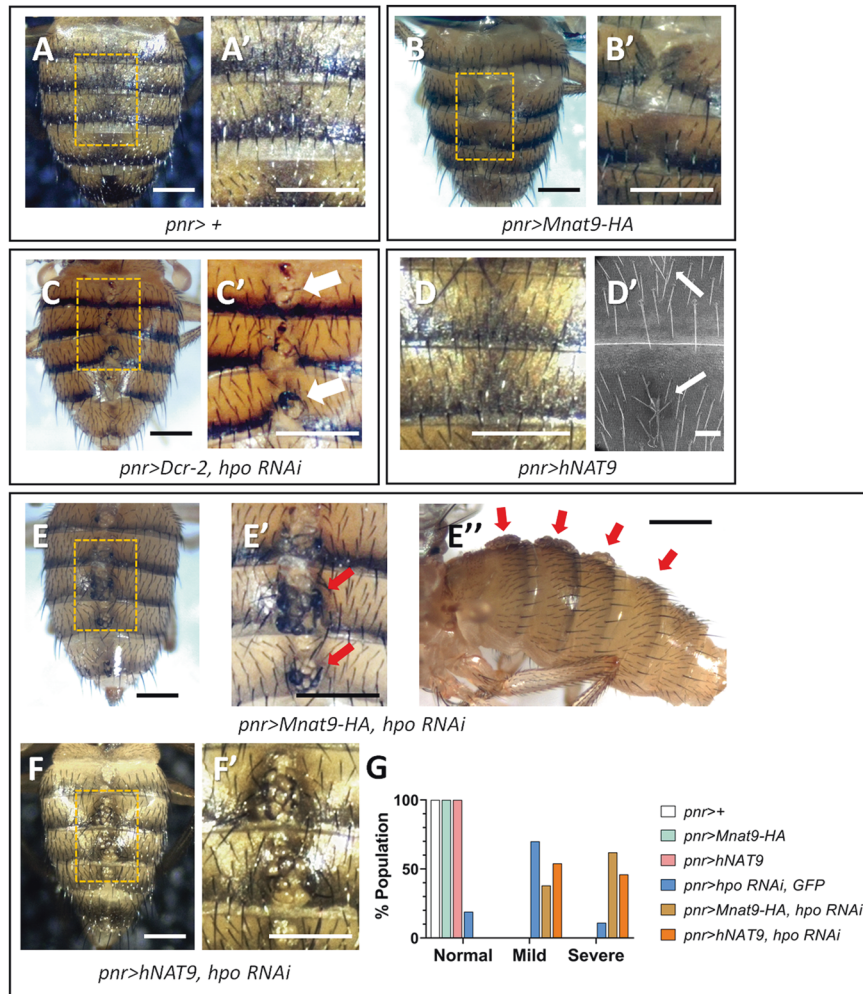 A A' B B'
pnr> + pnr>Mnat9-HA
C C' D D'
pnr>Dcr-2, hpo RNAi pnr>hNAT9
E E' E''
pnr>Mnat9-HA, hpo RNAi
F F' G
% Population
100
50
0
Normal Mild Severe
pnr>+
pnr>Mnat9-HA
pnr>hNAT9
pnr>hpo RNAi, GFP
pnr>Mnat9-HA, hpo RNAi
pnr>hNAT9, hpo RNAi
pnr>hNAT9, hpo RNAi